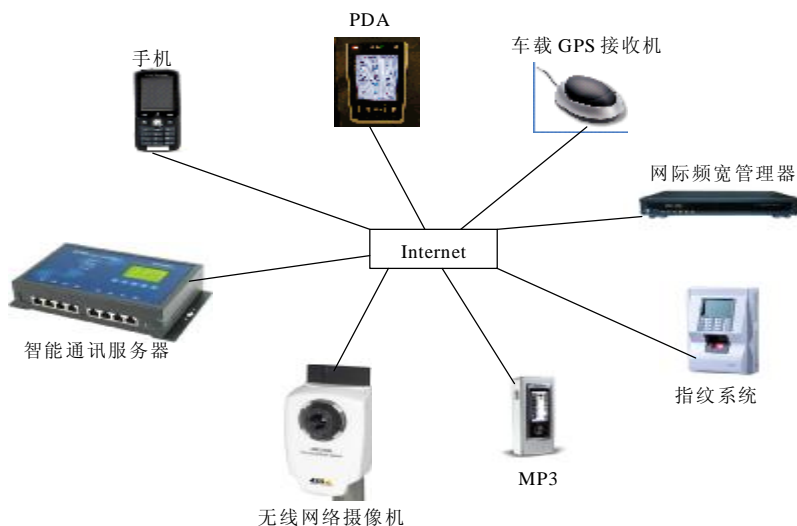 PDA
手机
车载 GPS 接收机
网际频宽管理器
Internet
智能通讯服务器
指纹系统
MP3
无线网络摄像机